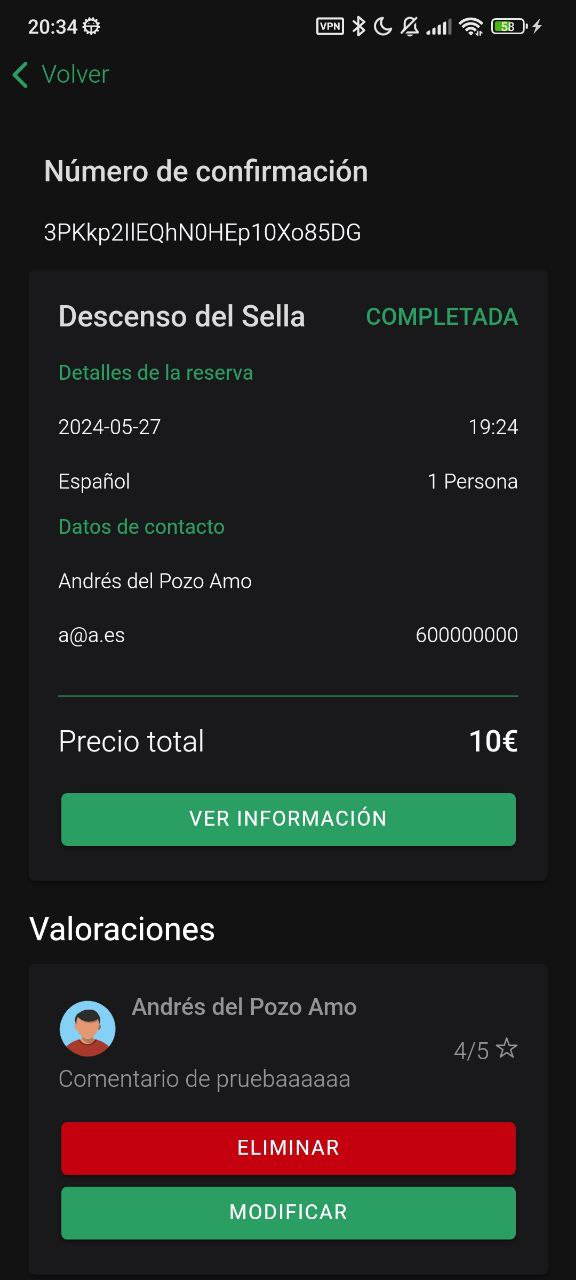 20:34 VPN 58
Volver
Número de confirmación
3PKkp2IlEQhN0HEp10Xo85DG
Descenso del Sella COMPLETADA
Detalles de la reserva
2024-05-27 19:24
Español 1 Persona
Datos de contacto
Andrés del Pozo Amo
a@a.es 600000000
Precio total 10€
VER INFORMACIÓN
Valoraciones
Andrés del Pozo Amo
4/5
Comentario de pruebaaaaaa
ELIMINAR
MODIFICAR